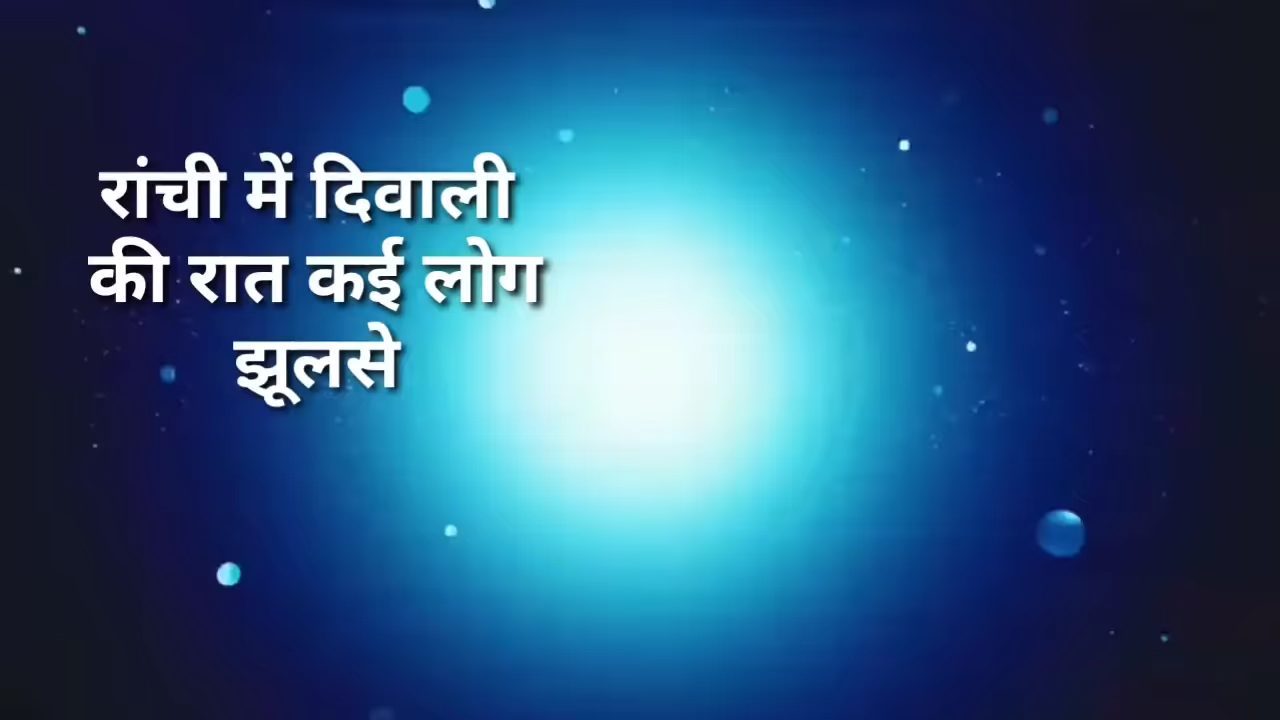 रांची में दिवाली
की रात कई लोग
झूलसे